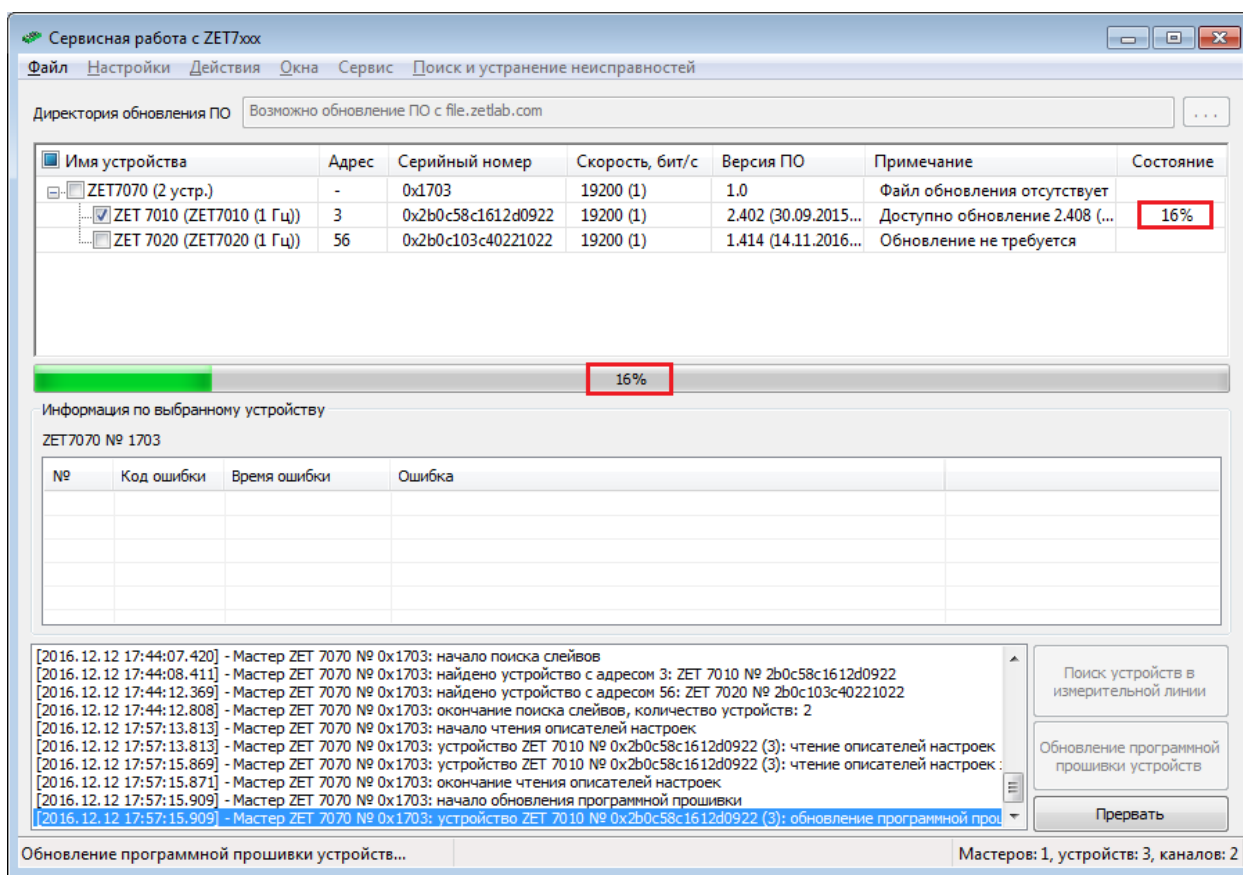 Сервисная работа с ZET7xxx
Файл Настройки Действия Окна Сервис Поиск и устранение неисправностей
Директория обновления ПО Возможно обновление ПО с file.zetlab.com ...
Имя устройства Адрес Серийный номер Скорость, бит/с Версия ПО Примечание Состояние
ZET7070 (2 устр.) - 0x1703 19200 (1) 1.0 Файл обновления отсутствует
ZET 7010 (ZET7010 (1 Гц)) 3 0x2b0c58c1612d0922 19200 (1) 2.402 (30.09.2015... Доступно обновление 2.408 (... 16%
ZET 7020 (ZET7020 (1 Гц)) 56 0x2b0c103c40221022 19200 (1) 1.414 (14.11.2016... Обновление не требуется
16%
Информация по выбранному устройству
ZET7070 № 1703
№ Код ошибки Время ошибки Ошибка
[2016.12.12 17:44:07.420] - Мастер ZET 7070 № 0x1703: начало поиска слейвов
[2016.12.12 17:44:08.411] - Мастер ZET 7070 № 0x1703: найдено устройство с адресом 3: ZET 7010 № 2b0c58c1612d0922
[2016.12.12 17:44:12.369] - Мастер ZET 7070 № 0x1703: найдено устройство с адресом 56: ZET 7020 № 2b0c103c40221022
[2016.12.12 17:44:12.808] - Мастер ZET 7070 № 0x1703: окончание поиска слейвов, количество устройств: 2
[2016.12.12 17:57:13.813] - Мастер ZET 7070 № 0x1703: начало чтения описателей настроек
[2016.12.12 17:57:13.813] - Мастер ZET 7070 № 0x1703: устройство ZET 7010 № 0x2b0c58c1612d0922 (3): чтение описателей настроек
[2016.12.12 17:57:15.869] - Мастер ZET 7070 № 0x1703: устройство ZET 7010 № 0x2b0c58c1612d0922 (3): чтение описателей настроек
[2016.12.12 17:57:15.871] - Мастер ZET 7070 № 0x1703: окончание чтения описателей настроек
[2016.12.12 17:57:15.909] - Мастер ZET 7070 № 0x1703: начало обновления программной прошивки
[2016.12.12 17:57:15.909] - Мастер ZET 7070 № 0x1703: устройство ZET 7010 № 0x2b0c58c1612d0922 (3): обновление программной
Поиск устройств в
измерительной линии
Обновление программной
прошивки устройств
Прервать
Обновление программной прошивки устройств... Мастеров: 1, устройств: 3, каналов: 2